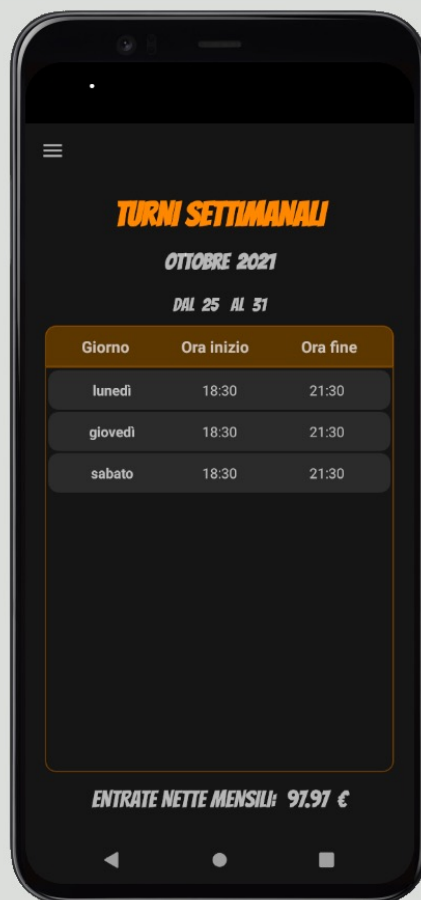 TURNI SETTIMANALI
OTTOBRE 2021
DAL 25 AL 31
Giorno Ora inizio Ora fine
lunedì 18:30 21:30
giovedì 18:30 21:30
sabato 18:30 21:30
ENTRATE NETTE MENSILI: 97.97 €